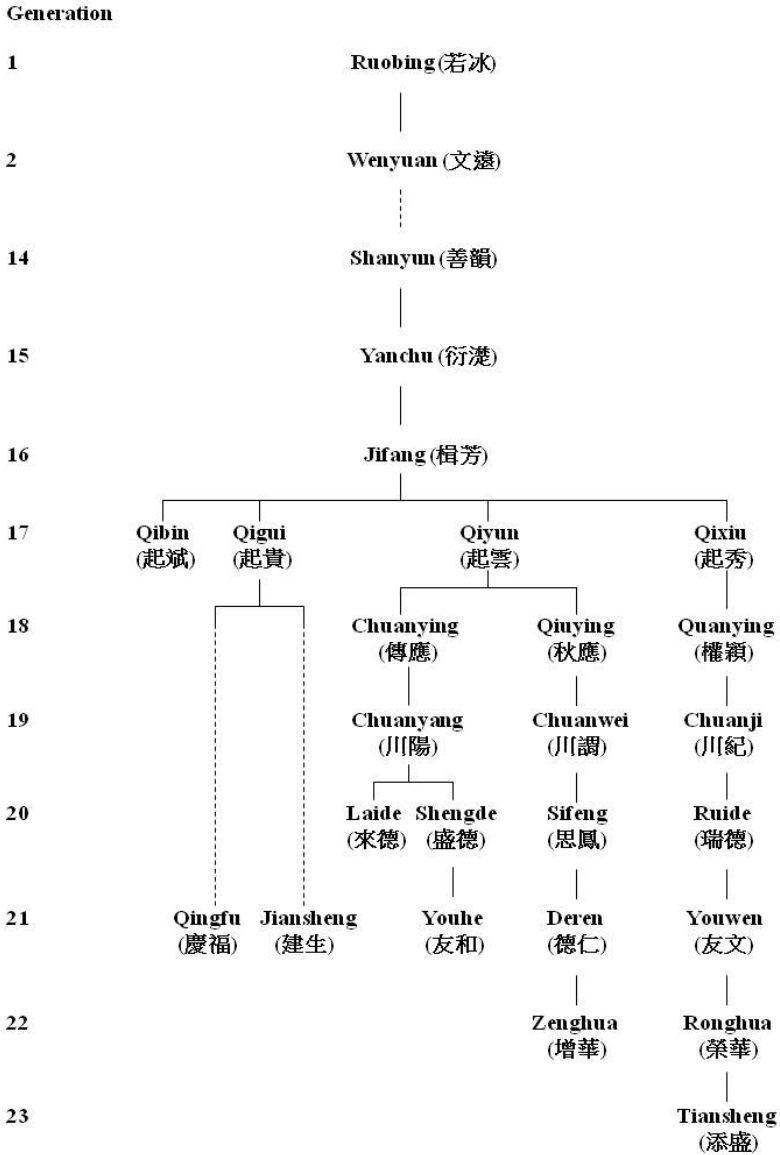 Generation
1 Ruobing (若冰)
2 Wenyuan (文遠)
14 Shanyun (善韻)
15 Yanchu (衍濋)
16 Jifang (楫芳)
17 Qibin Qigui Qiyun Qixiu
(起斌) (起貴) (起雲) (起秀)
18 Chuanying Qiuying Quanying
(傳應) (秋應) (權穎)
19 Chuanyang Chuanwei Chuanji
(川陽) (川謂) (川紀)
20 Laide Shengde Sifeng Ruide
(來德) (盛德) (思鳳) (瑞德)
21 Qingfu Jiansheng Youhe Deren Youwen
(慶福) (建生) (友和) (德仁) (友文)
22 Zenghua Ronghua
(增華) (榮華)
23 Tiansheng
(添盛)